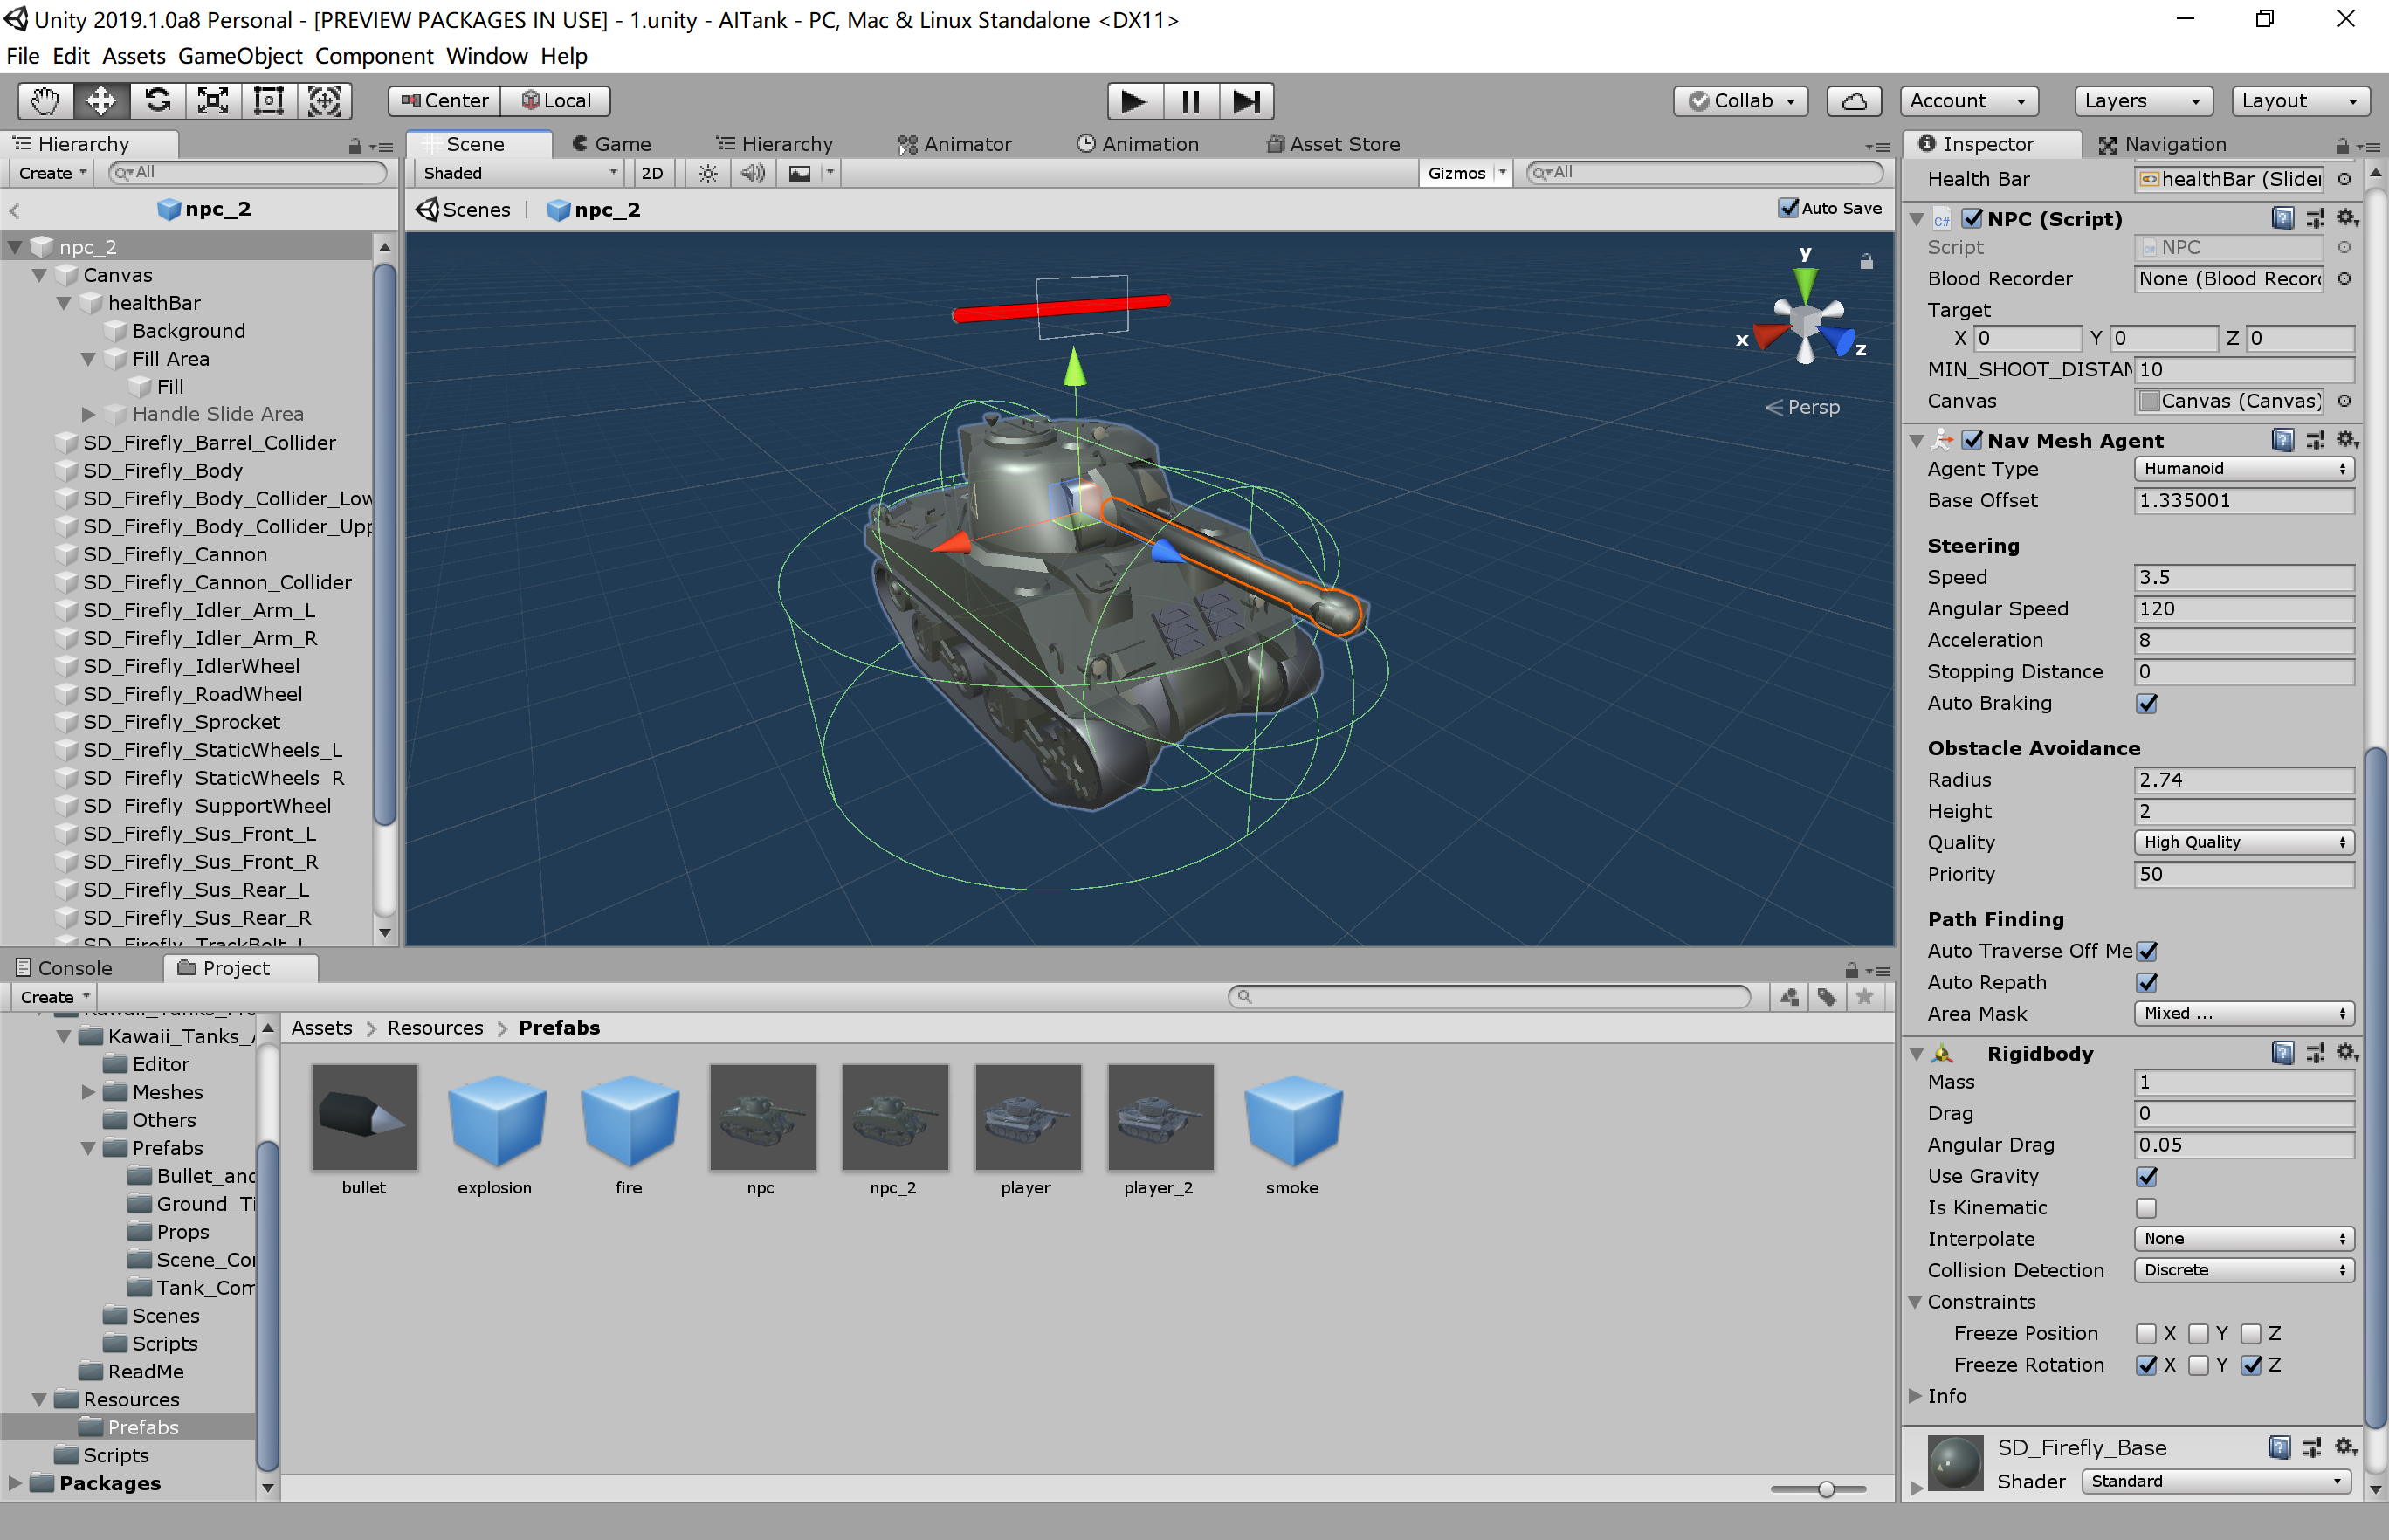 Unity 2019.1.0a8 Personal - [PREVIEW PACKAGES IN USE] - 1.unity - AITank - PC, Mac & Linux Standalone <DX11>
File Edit Assets GameObject Component Window Help
Center Local
Collab
Account
Layers
Layout
Hierarchy
Create
All
npc_2
npc_2
Canvas
healthBar
Background
Fill Area
Fill
Handle Slide Area
SD_Firefly_Barrel_Collider
SD_Firefly_Body
SD_Firefly_Body_Collider_Low
SD_Firefly_Body_Collider_Upp
SD_Firefly_Cannon
SD_Firefly_Cannon_Collider
SD_Firefly_Idler_Arm_L
SD_Firefly_Idler_Arm_R
SD_Firefly_IdlerWheel
SD_Firefly_RoadWheel
SD_Firefly_Sprocket
SD_Firefly_StaticWheels_L
SD_Firefly_StaticWheels_R
SD_Firefly_SupportWheel
SD_Firefly_Sus_Front_L
SD_Firefly_Sus_Front_R
SD_Firefly_Sus_Rear_L
SD_Firefly_Sus_Rear_R
SD_Firefly_TrackBelt_L
Scene Game Hierarchy Animator Animation Asset Store
Shaded 2D Gizmos All
Scenes | npc_2 Auto Save
y
x
z
Persp
Inspector Navigation
Health Bar healthBar (Slider
C# NPC (Script)
Script NPC
Blood Recorder None (Blood Recor
Target
X 0 Y 0 Z 0
MIN_SHOOT_DISTAN 10
Canvas Canvas (Canvas)
Nav Mesh Agent
Agent Type Humanoid
Base Offset 1.335001
Steering
Speed 3.5
Angular Speed 120
Acceleration 8
Stopping Distance 0
Auto Braking
Obstacle Avoidance
Radius 2.74
Height 2
Quality High Quality
Priority 50
Path Finding
Auto Traverse Off Me
Auto Repath
Area Mask Mixed ...
Rigidbody
Mass 1
Drag 0
Angular Drag 0.05
Use Gravity
Is Kinematic
Interpolate None
Collision Detection Discrete
Constraints
Freeze Position X Y Z
Freeze Rotation X Y Z
Info
SD_Firefly_Base
Shader Standard
Console Project
Create
Kawaii_Tanks_Pr
Kawaii_Tanks_A
Editor
Meshes
Others
Prefabs
Bullet_and
Ground_Ti
Props
Scene_Cor
Tank_Com
Scenes
Scripts
ReadMe
Resources
Prefabs
Scripts
Packages
Assets > Resources > Prefabs
bullet
explosion
fire
npc
npc_2
player
player_2
smoke